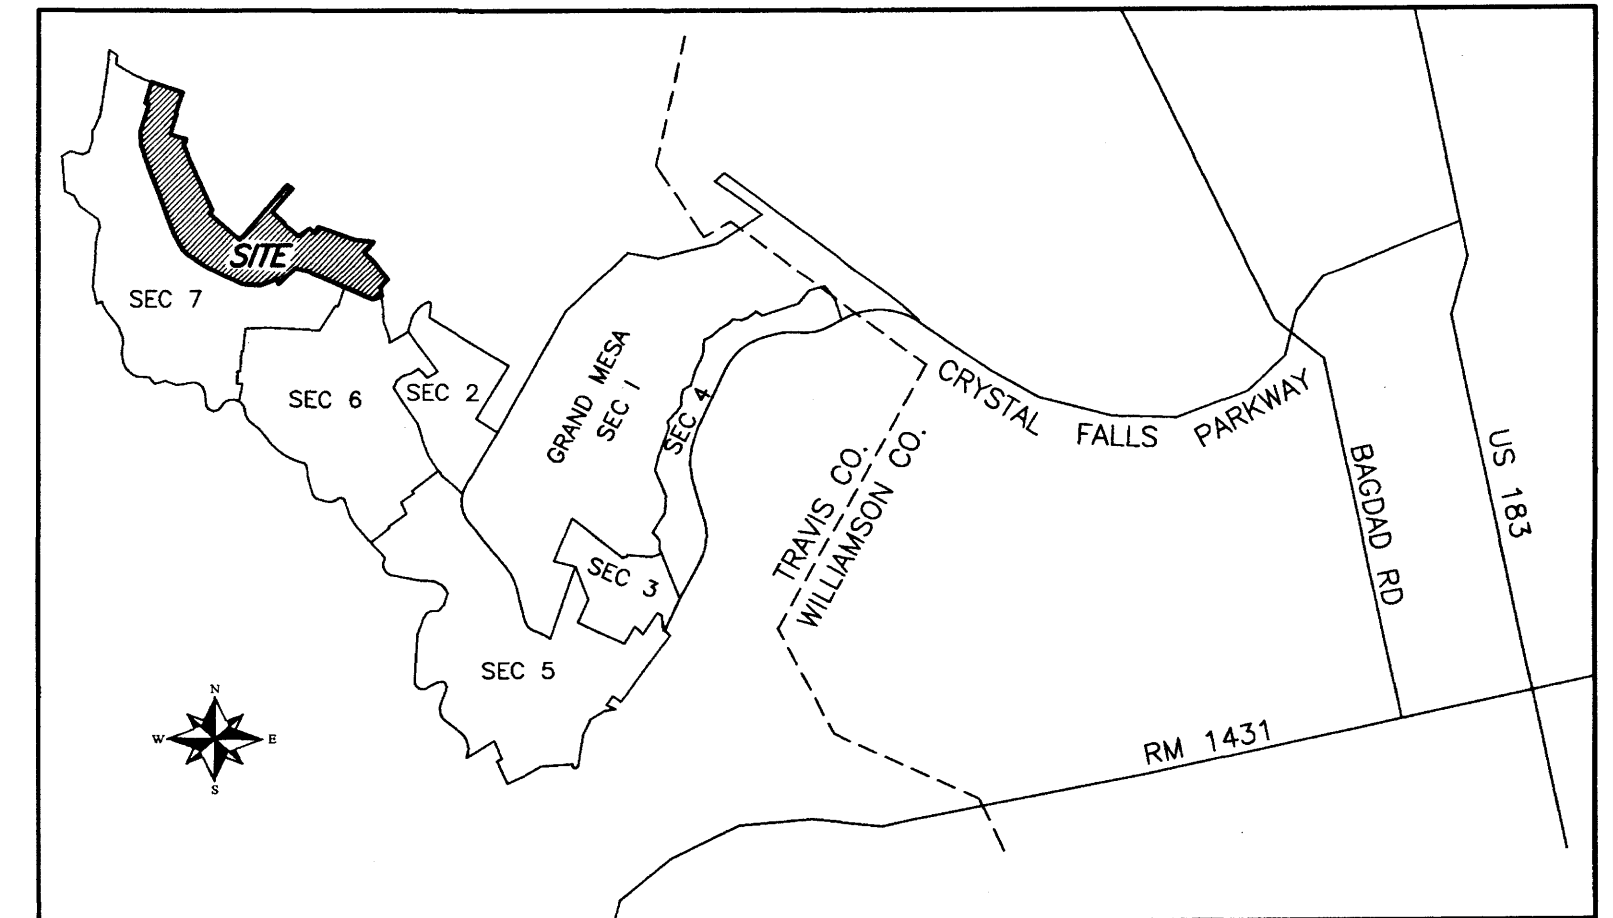 SITE
SEC 7
SEC 6
SEC 2
GRAND MESA
SEC 1
SEC 4
SEC 3
SEC 5
CRYSTAL FALLS PARKWAY
TRAVIS CO.
WILLIAMSON CO.
BAGDAD RD
US 183
RM 1431
N
W
E
S